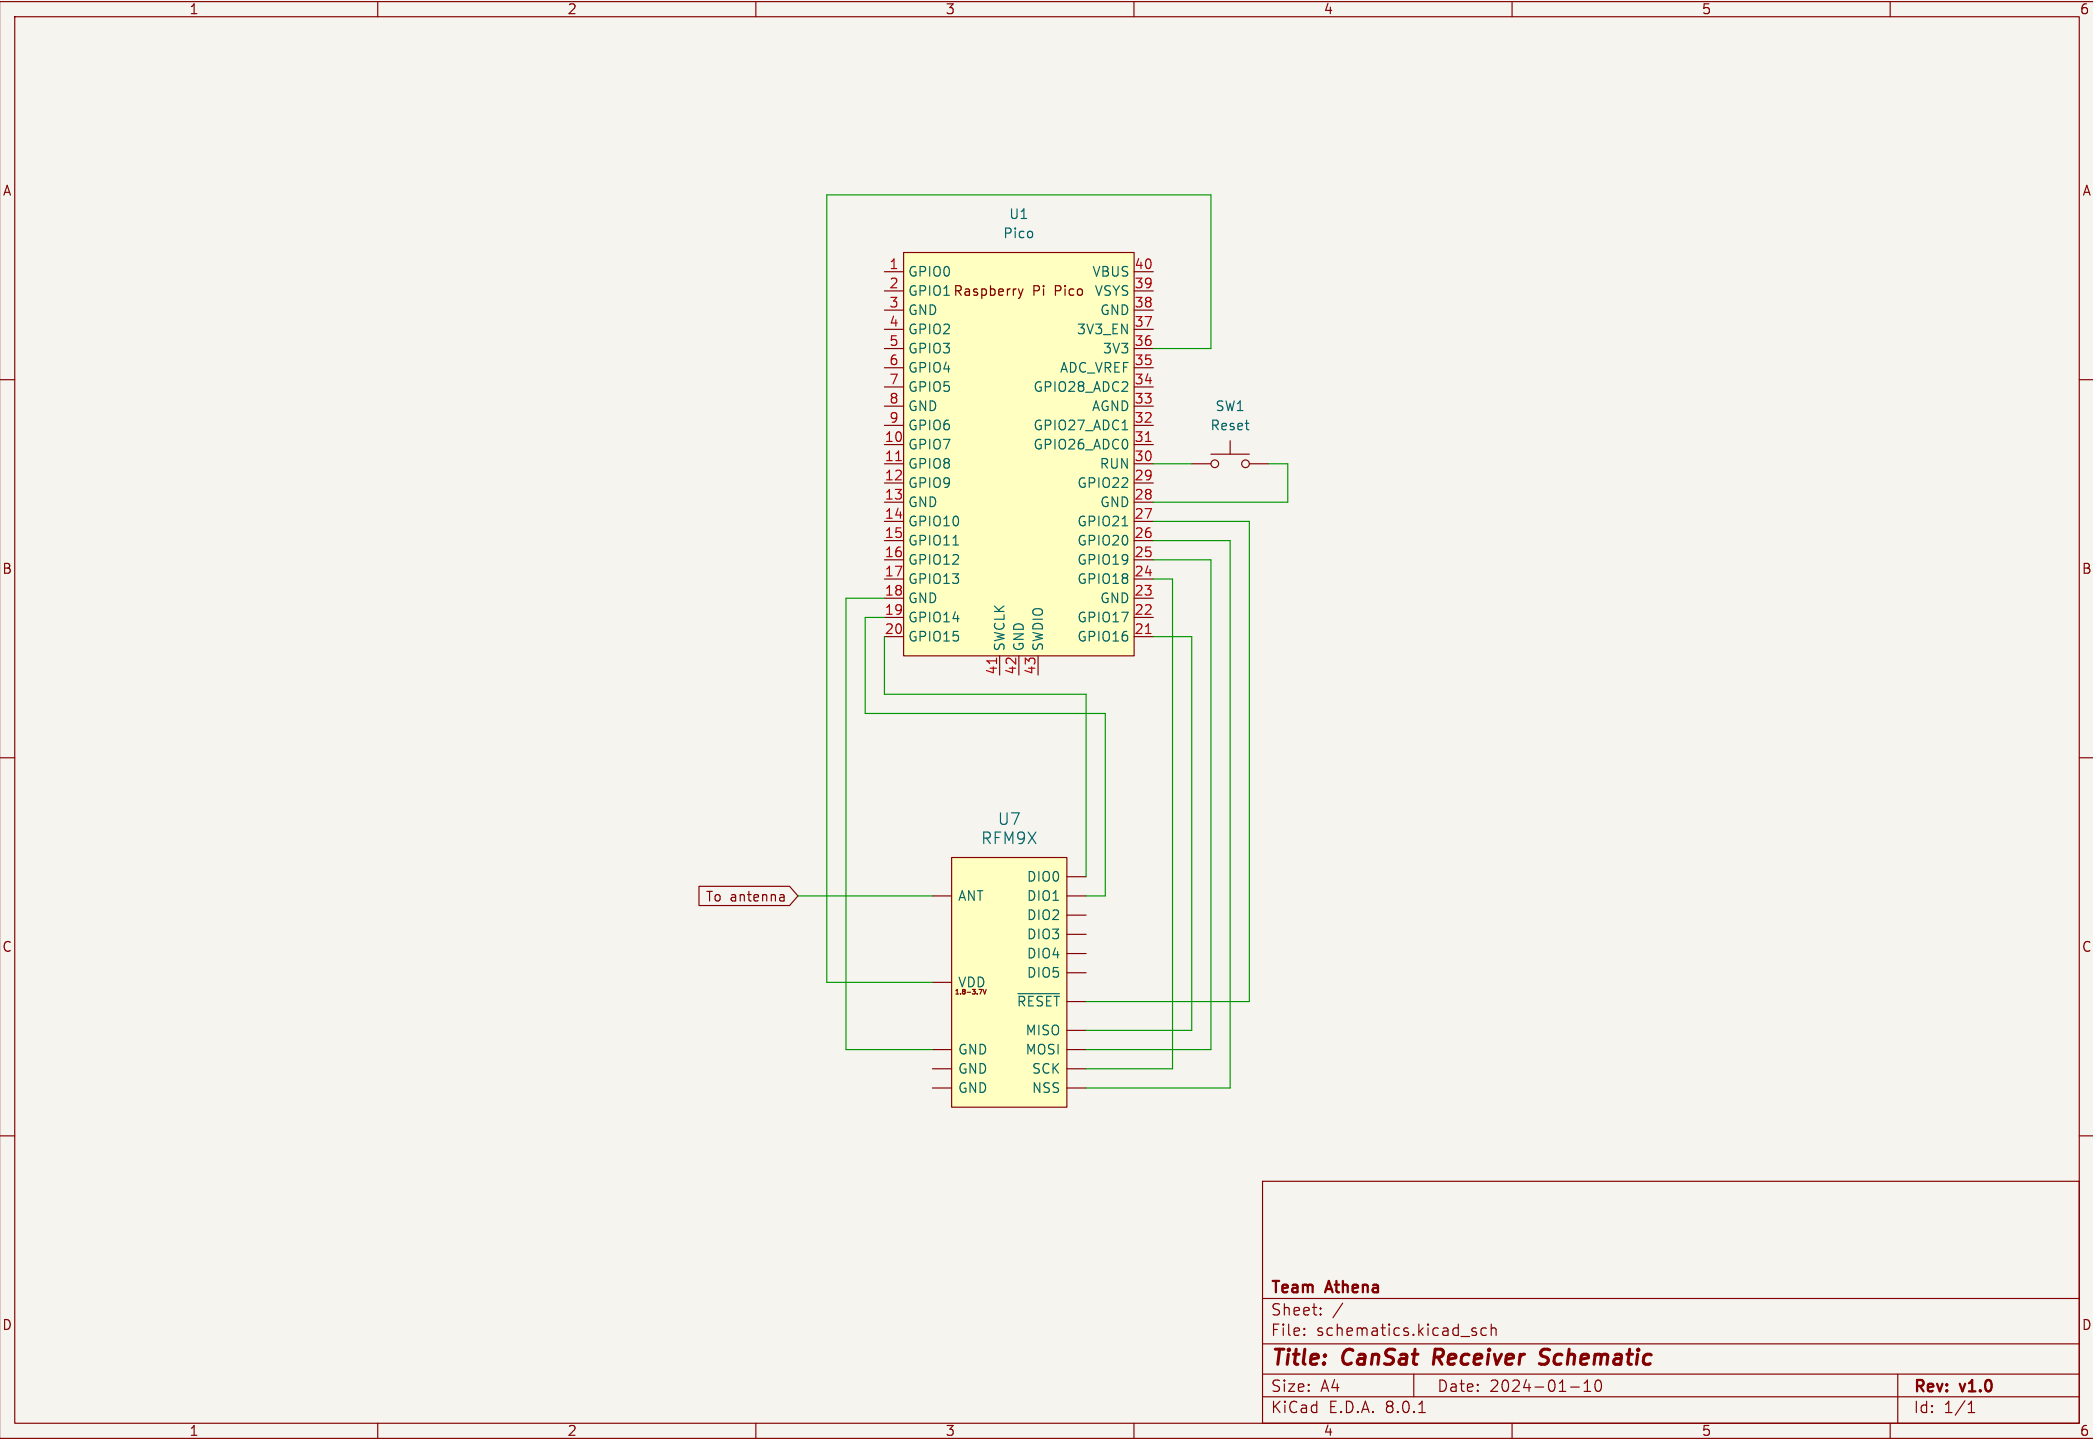 1 2 3 4 5 6
A A
B B
C C
D D
U1
Pico
Raspberry Pi Pico
1 GPIO0
2 GPIO1
3 GND
4 GPIO2
5 GPIO3
6 GPIO4
7 GPIO5
8 GND
9 GPIO6
10 GPIO7
11 GPIO8
12 GPIO9
13 GND
14 GPIO10
15 GPIO11
16 GPIO12
17 GPIO13
18 GND
19 GPIO14
20 GPIO15
VBUS 40
VSYS 39
GND 38
3V3_EN 37
3V3 36
ADC_VREF 35
GPIO28_ADC2 34
AGND 33
GPIO27_ADC1 32
GPIO26_ADC0 31
RUN 30
GPIO22 29
GND 28
GPIO21 27
GPIO20 26
GPIO19 25
GPIO18 24
GND 23
GPIO17 22
GPIO16 21
SWCLK 41
GND 42
SWDIO 43
SW1
Reset
U7
RFM9X
To antenna
ANT
VDD
1.8-3.7V
GND
GND
GND
DIO0
DIO1
DIO2
DIO3
DIO4
DIO5
RESET
MISO
MOSI
SCK
NSS
Team Athena
Sheet: /
File: schematics.kicad_sch
Title: CanSat Receiver Schematic
Size: A4 Date: 2024-01-10 Rev: v1.0
KiCad E.D.A. 8.0.1 Id: 1/1
1 2 3 4 5 6